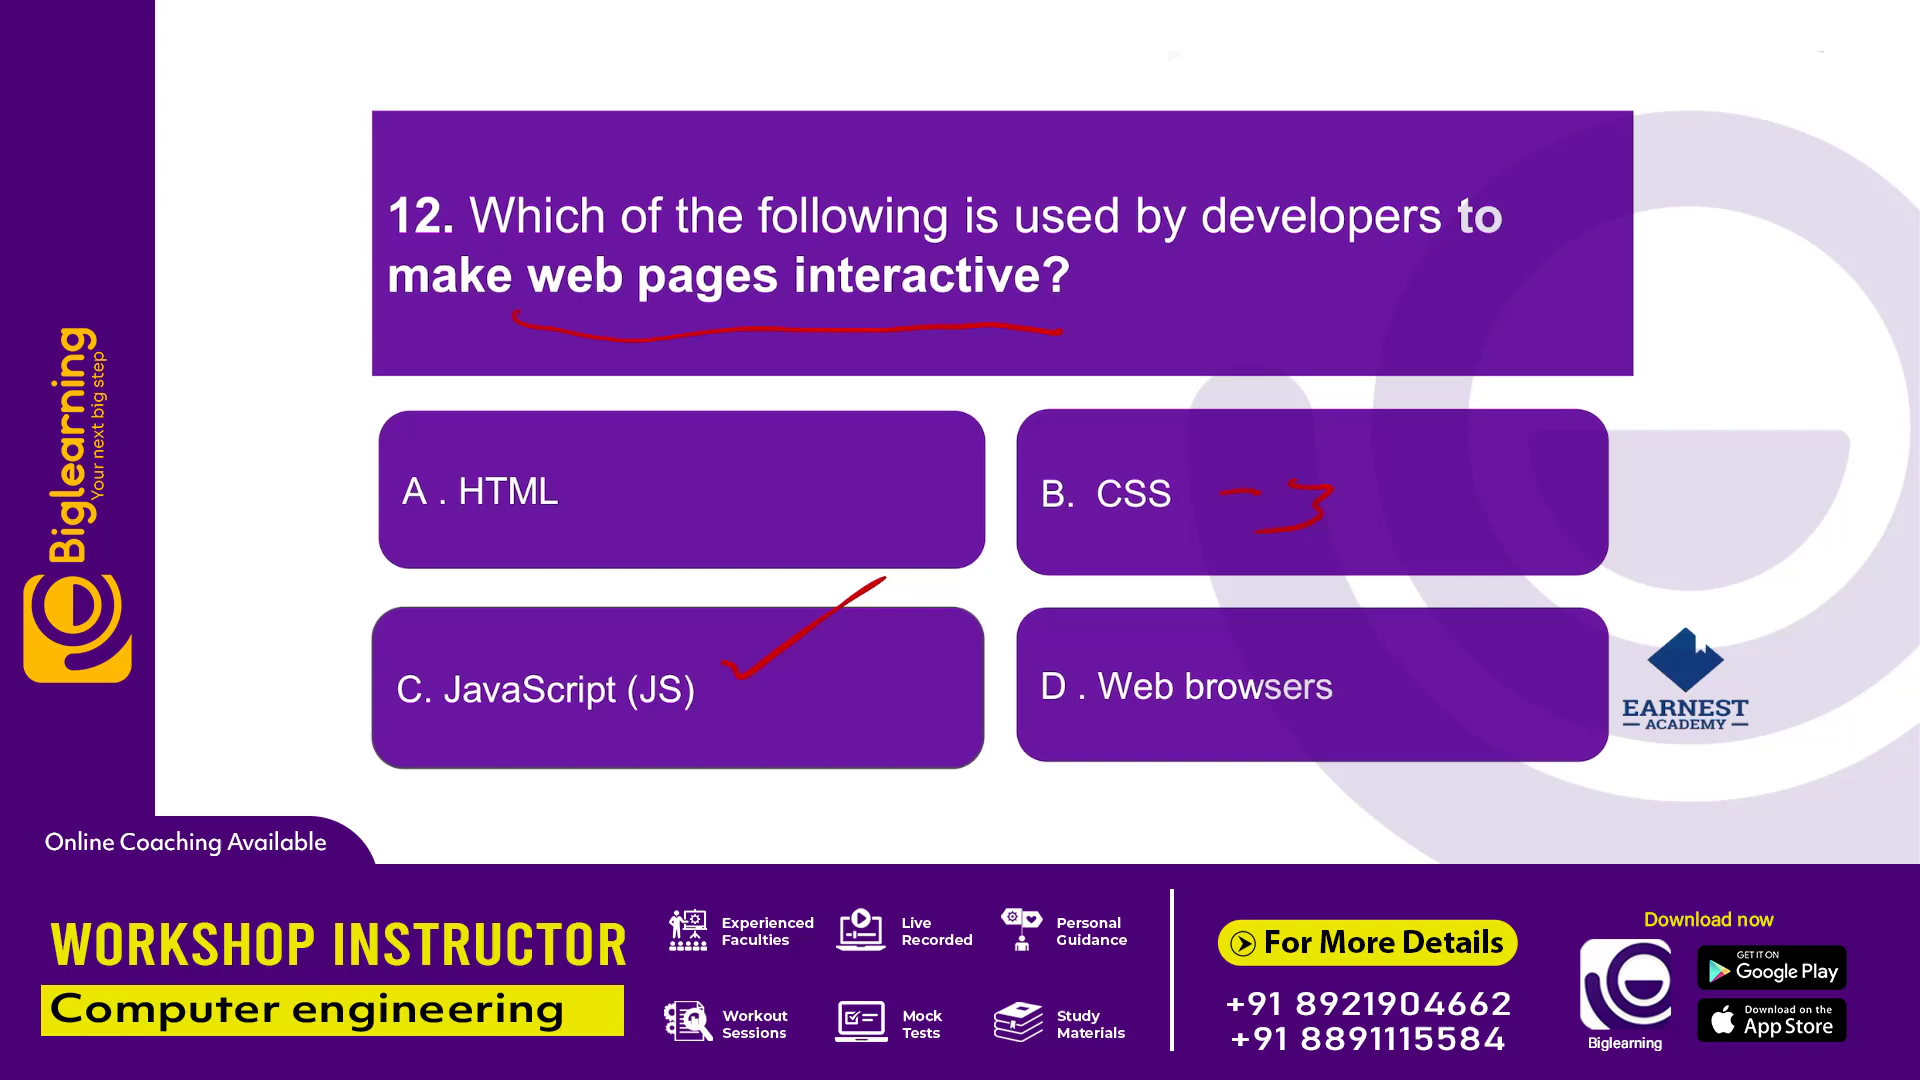 12. Which of the following is used by developers to
make web pages interactive?
A . HTML
B. CSS - 3
C. JavaScript (JS)
D . Web browsers
Biglearning
Your next big step
EARNEST
ACADEMY
Online Coaching Available
WORKSHOP INSTRUCTOR
Computer engineering
Experienced
Faculties
Live
Recorded
Personal
Guidance
Workout
Sessions
Mock
Tests
Study
Materials
For More Details
+91 8921904662
+91 8891115584
Download now
Biglearning
GET IT ON
Google Play
Download on the
App Store